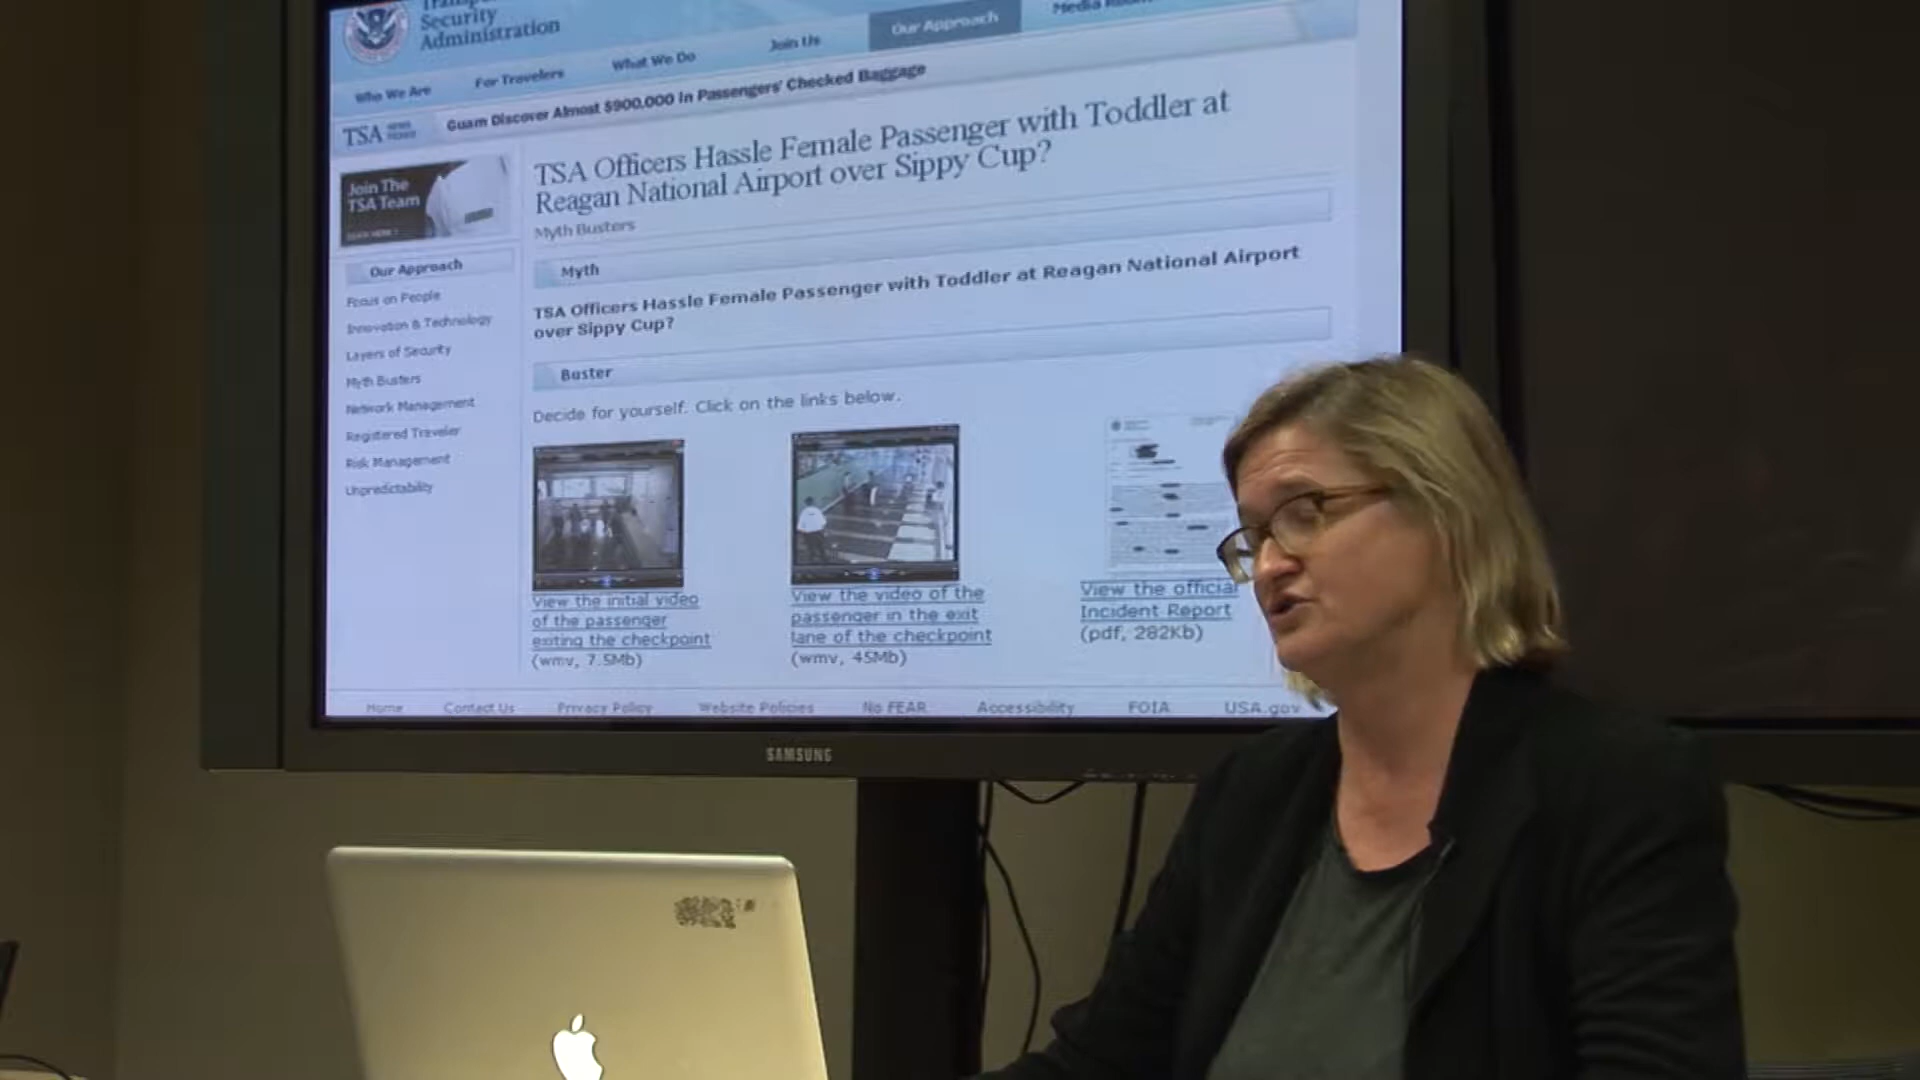 Security
Administration
Who We Are
For Travelers
What We Do
Join Us
Our Approach
Media
TSA
Guam Discover Almost $900,000 in Passengers' Checked Baggage
Join The
TSA Team
TSA Officers Hassle Female Passenger with Toddler at
Reagan National Airport over Sippy Cup?
Myth Busters
Our Approach
Focus on People
Innovation & Technology
Layers of Security
Myth Busters
Network Management
Registered Traveler
Risk Management
Unpredictability
Myth
TSA Officers Hassle Female Passenger with Toddler at Reagan National Airport
over Sippy Cup?
Buster
Decide for yourself. Click on the links below.
View the initial video
of the passenger
exiting the checkpoint
(wmv, 7.5Mb)
View the video of the
passenger in the exit
lane of the checkpoint
(wmv, 45Mb)
View the official
Incident Report
(pdf, 282Kb)
Home
Contact Us
Privacy Policy
Website Policies
No FEAR
Accessibility
FOIA
USA.gov
SAMSUNG